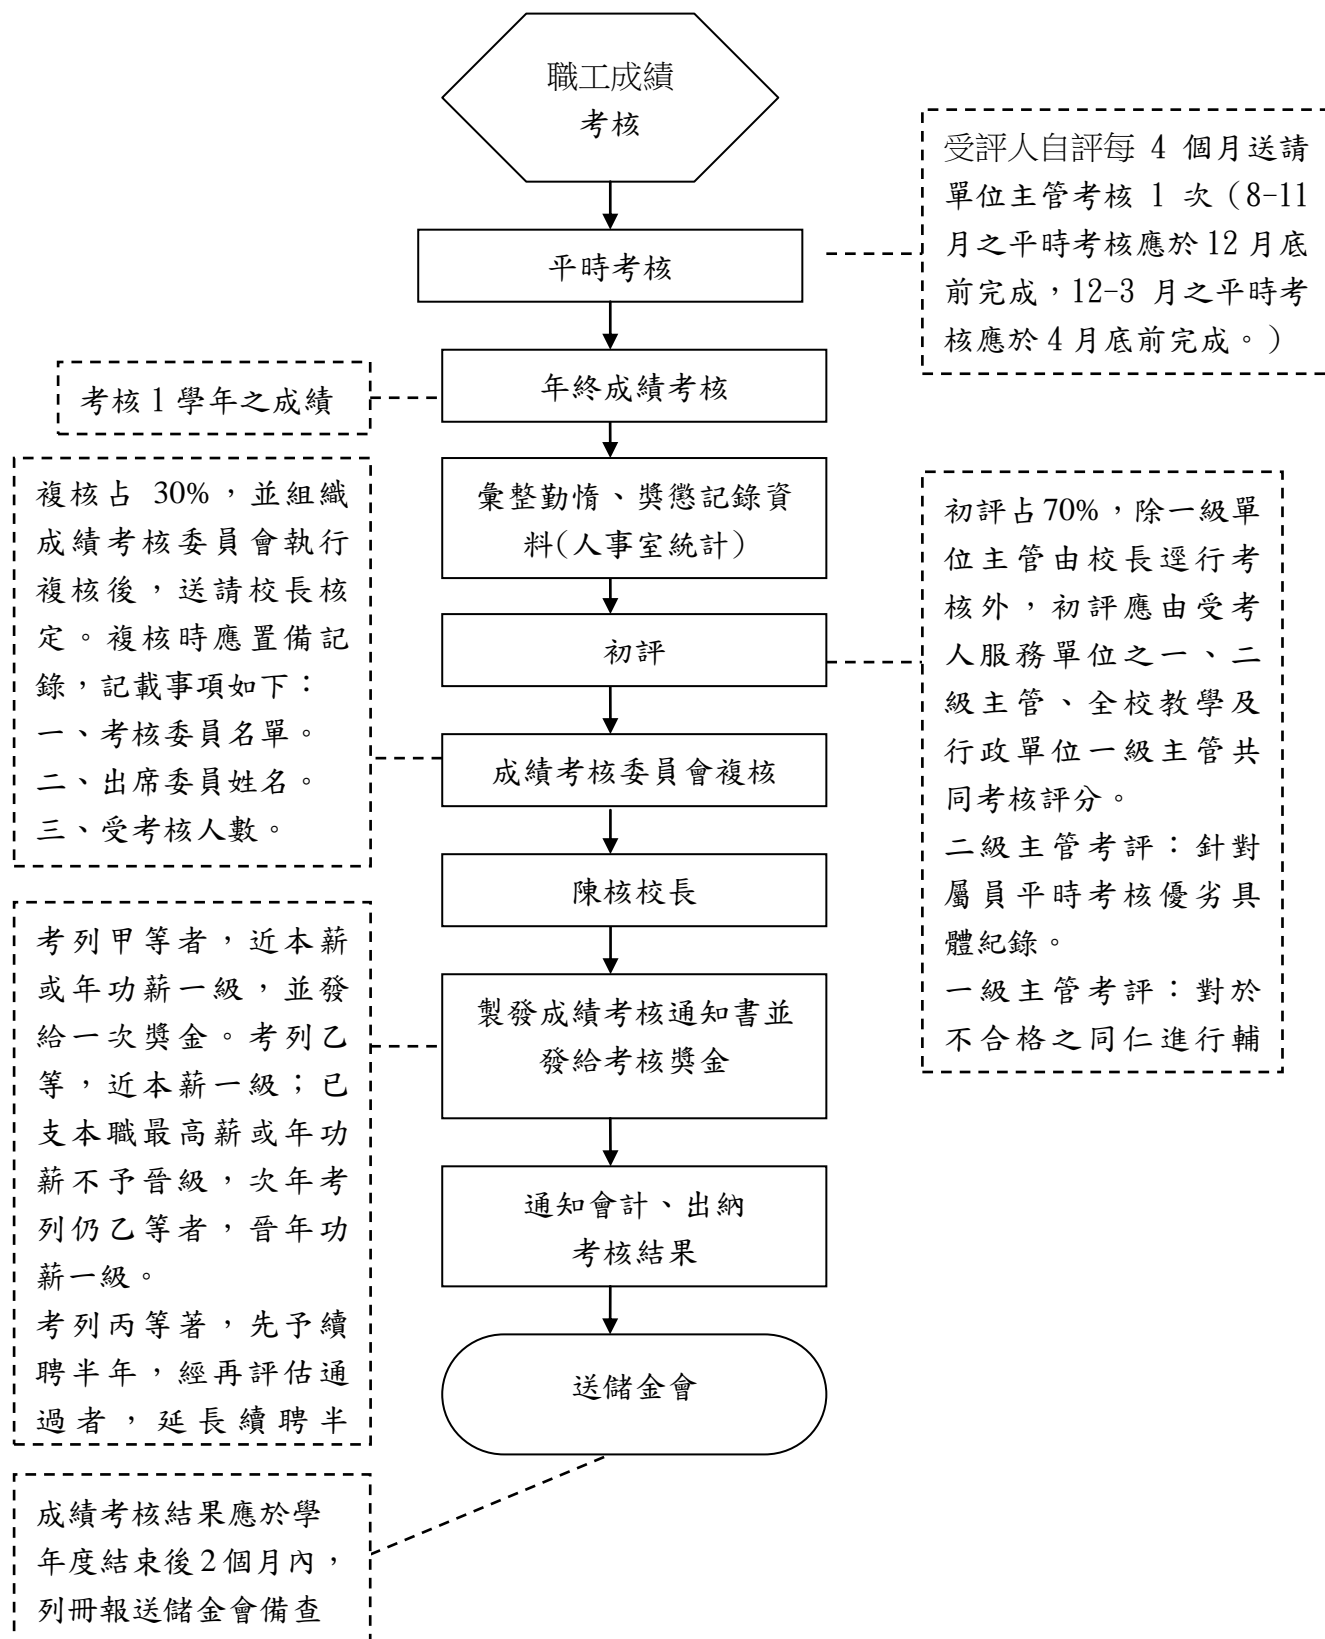 職工成績
考核
受評人自評每 4 個月送請
單位主管考核 1 次（8-11
月之平時考核應於 12 月底
前完成，12-3 月之平時考
核應於 4 月底前完成。）
平時考核
年終成績考核
考核 1 學年之成績
彙整勤惰、獎懲記錄資
料(人事室統計)
複核占 30%，並組織
成績考核委員會執行
複核後，送請校長核
定。複核時應置備記
錄，記載事項如下：
一、考核委員名單。
二、出席委員姓名。
三、受考核人數。
初評占 70%，除一級單
位主管由校長逕行考
核外，初評應由受考
人服務單位之一、二
級主管、全校教學及
行政單位一級主管共
同考核評分。
二級主管考評：針對
屬員平時考核優劣具
體紀錄。
一級主管考評：對於
不合格之同仁進行輔
初評
成績考核委員會複核
陳核校長
考列甲等者，近本薪
或年功薪一級，並發
給一次獎金。考列乙
等，近本薪一級；已
支本職最高薪或年功
薪不予晉級，次年考
列仍乙等者，晉年功
薪一級。
考列丙等著，先予續
聘半年，經再評估通
過者，延長續聘半
製發成績考核通知書並
發給考核獎金
通知會計、出納
考核結果
送儲金會
成績考核結果應於學
年度結束後 2 個月內，
列冊報送儲金會備查